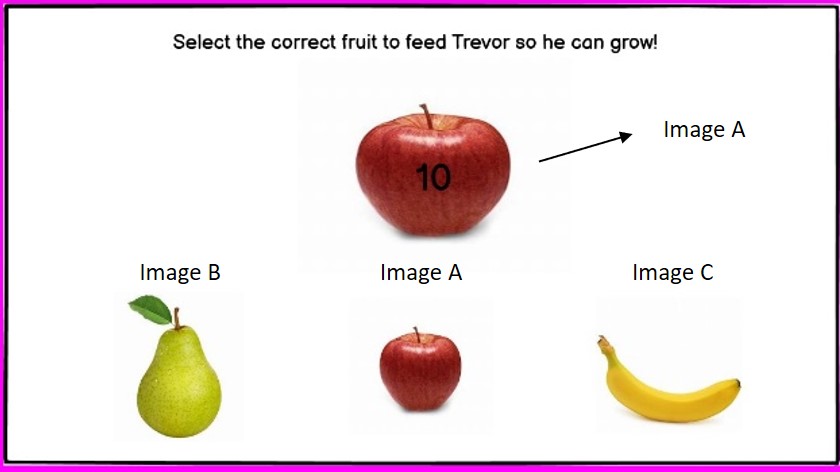 Select the correct fruit to feed Trevor so he can grow!
Image A
10
Image B Image A Image C